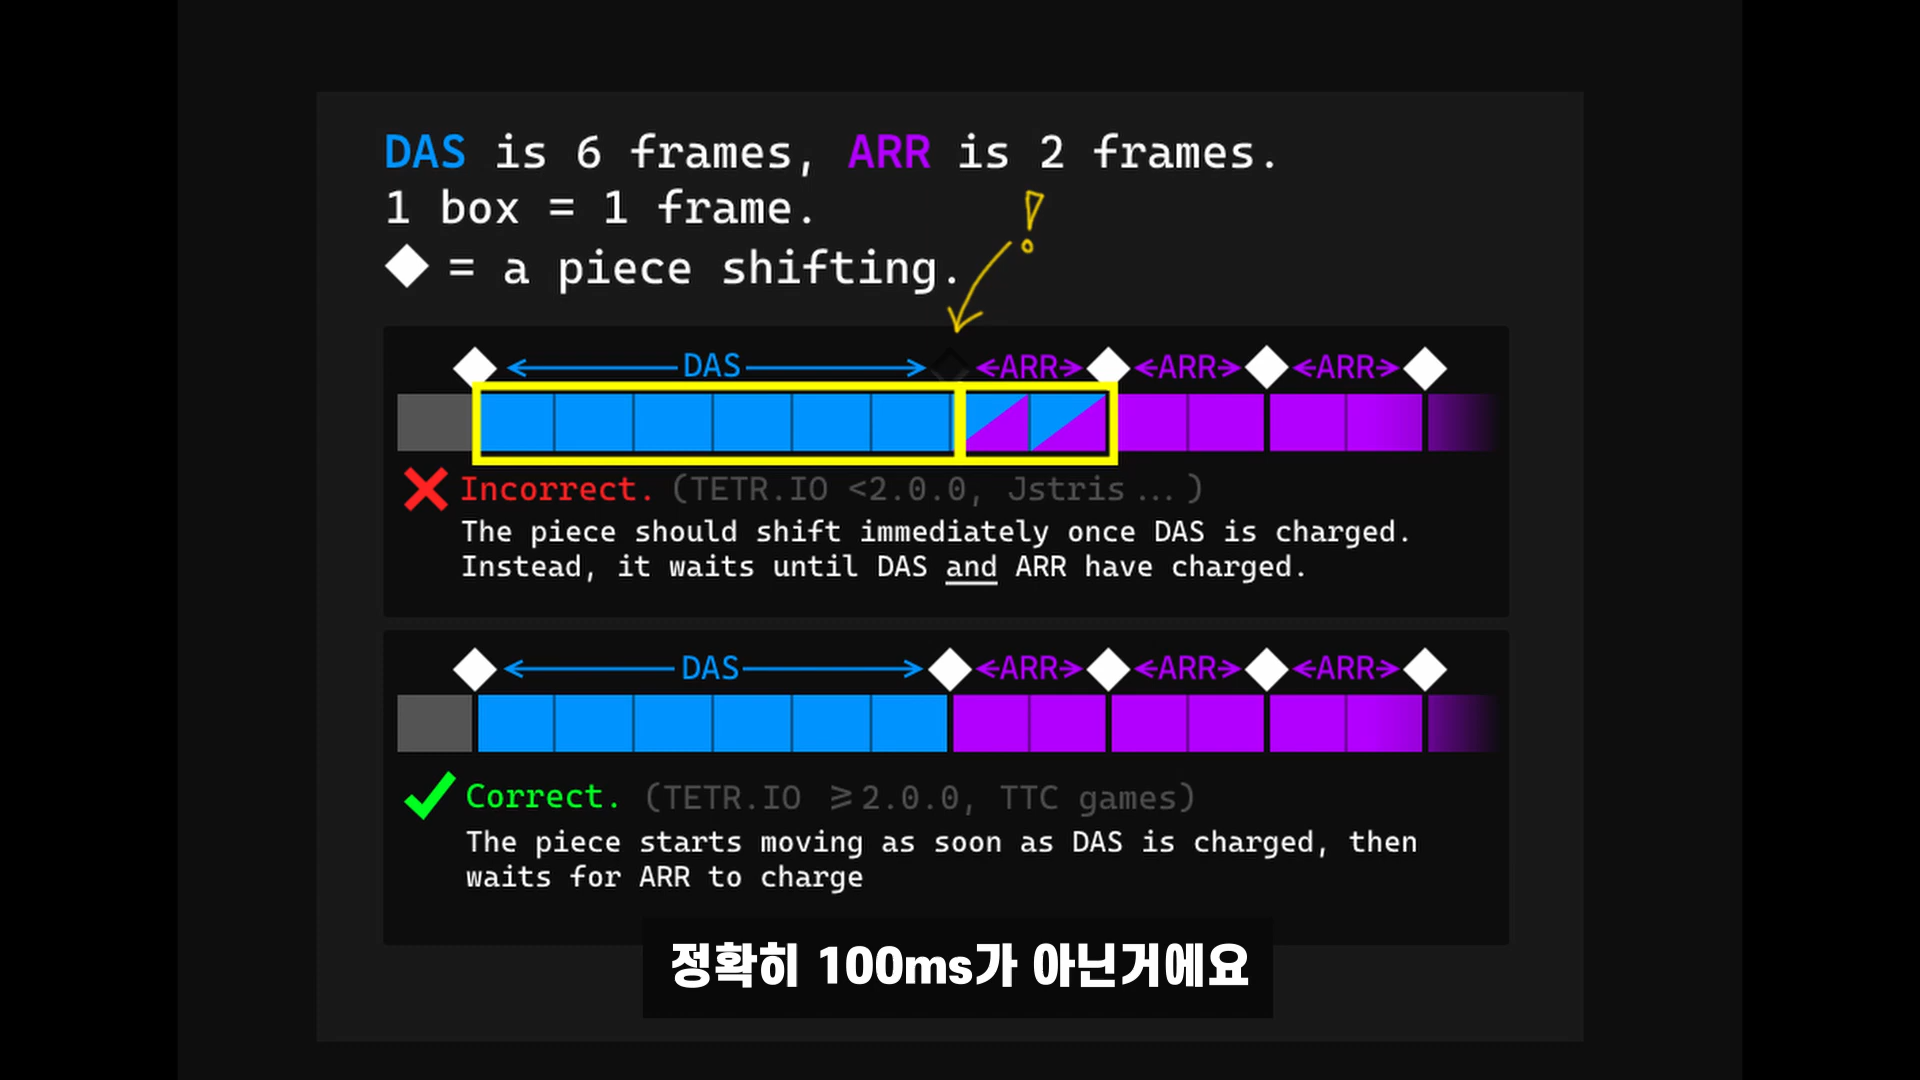 DAS is 6 frames, ARR is 2 frames.
1 box = 1 frame.
◆ = a piece shifting.
!
DAS ARR ARR ARR
Incorrect. (TETR.IO <2.0.0, Jstris...)
The piece should shift immediately once DAS is charged.
Instead, it waits until DAS and ARR have charged.
DAS ARR ARR ARR
Correct. (TETR.IO ≥2.0.0, TTC games)
The piece starts moving as soon as DAS is charged, then
waits for ARR to charge
정확히 100ms가 아닌거에요